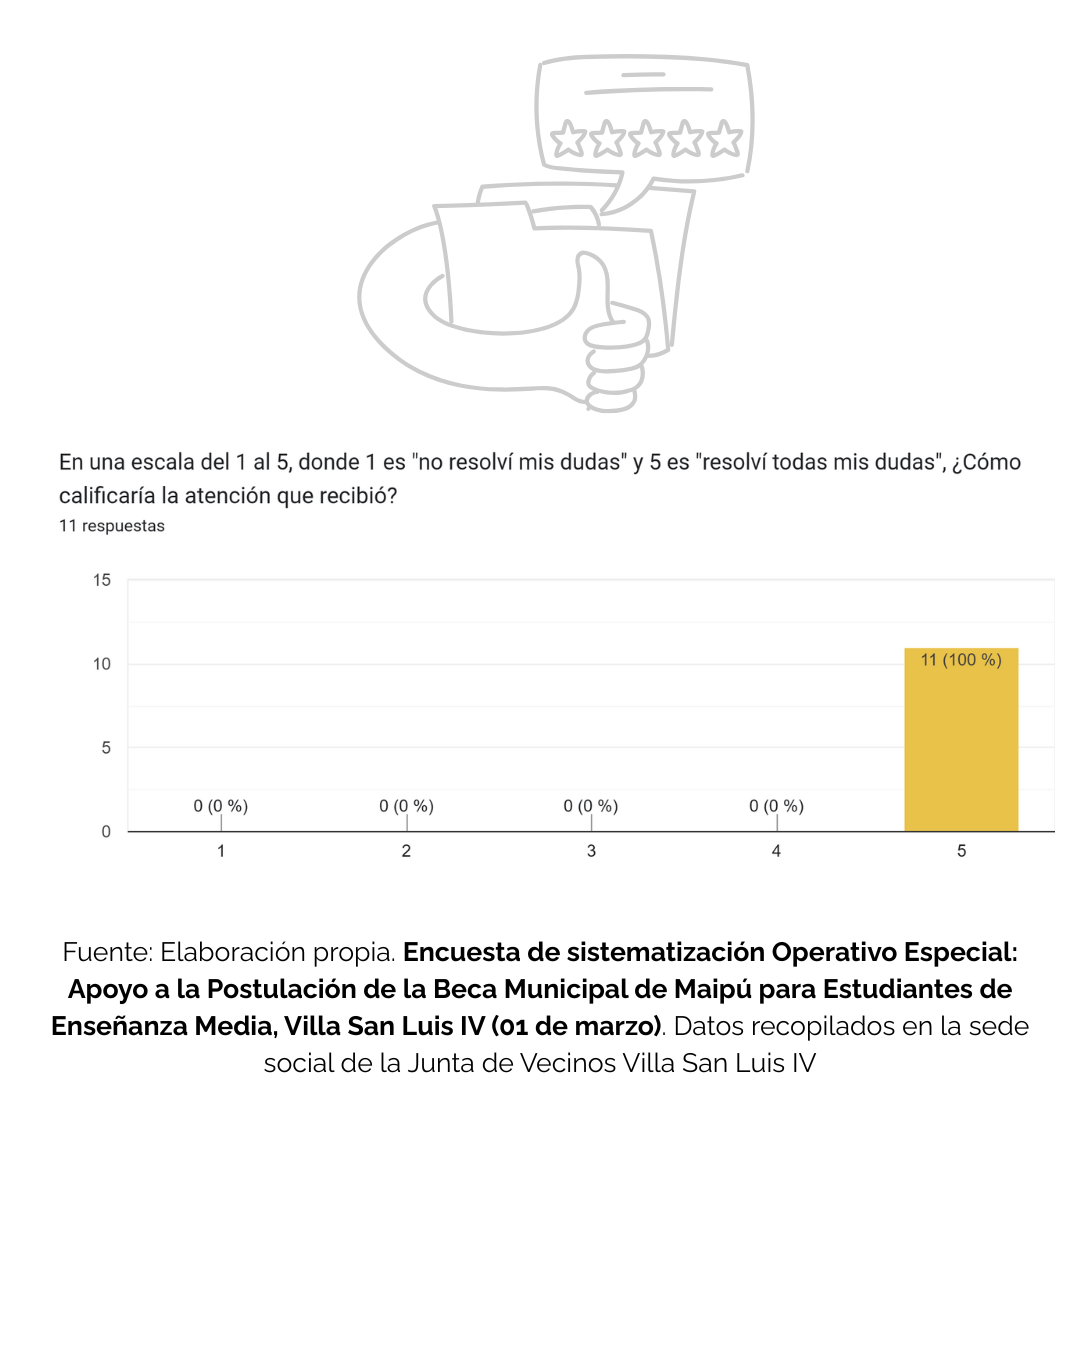 En una escala del 1 al 5, donde 1 es "no resolví mis dudas" y 5 es "resolví todas mis dudas", ¿Cómo
calificaría la atención que recibió?
11 respuestas
15
10
5
0
0 (0 %)
0 (0 %)
0 (0 %)
0 (0 %)
11 (100 %)
1
2
3
4
5
Fuente: Elaboración propia. Encuesta de sistematización Operativo Especial:
Apoyo a la Postulación de la Beca Municipal de Maipú para Estudiantes de
Enseñanza Media, Villa San Luis IV (01 de marzo). Datos recopilados en la sede
social de la Junta de Vecinos Villa San Luis IV